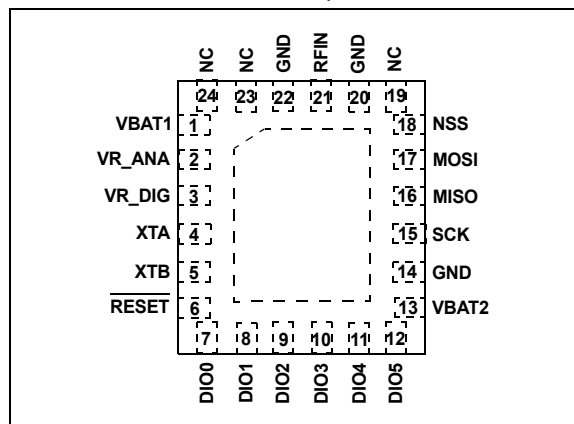 NC NC GND RFIN GND NC
24 23 22 21 20 19
VBAT1 1 18 NSS
VR_ANA 2 17 MOSI
VR_DIG 3 16 MISO
XTA 4 15 SCK
XTB 5 14 GND
RESET 6 13 VBAT2
7 8 9 10 11 12
DIO0 DIO1 DIO2 DIO3 DIO4 DIO5